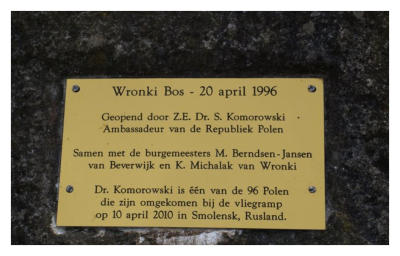 Wronki Bos - 20 april 1996
Geopend door Z.E. Dr. S. Komorowski
Ambassadeur van de Republiek Polen
Samen met de burgemeesters M. Berndsen-Jansen
van Beverwijk en K. Michalak van Wronki
Dr. Komorowski is één van de 96 Polen
die zijn omgekomen bij de vliegramp
op 10 april 2010 in Smolensk, Rusland.